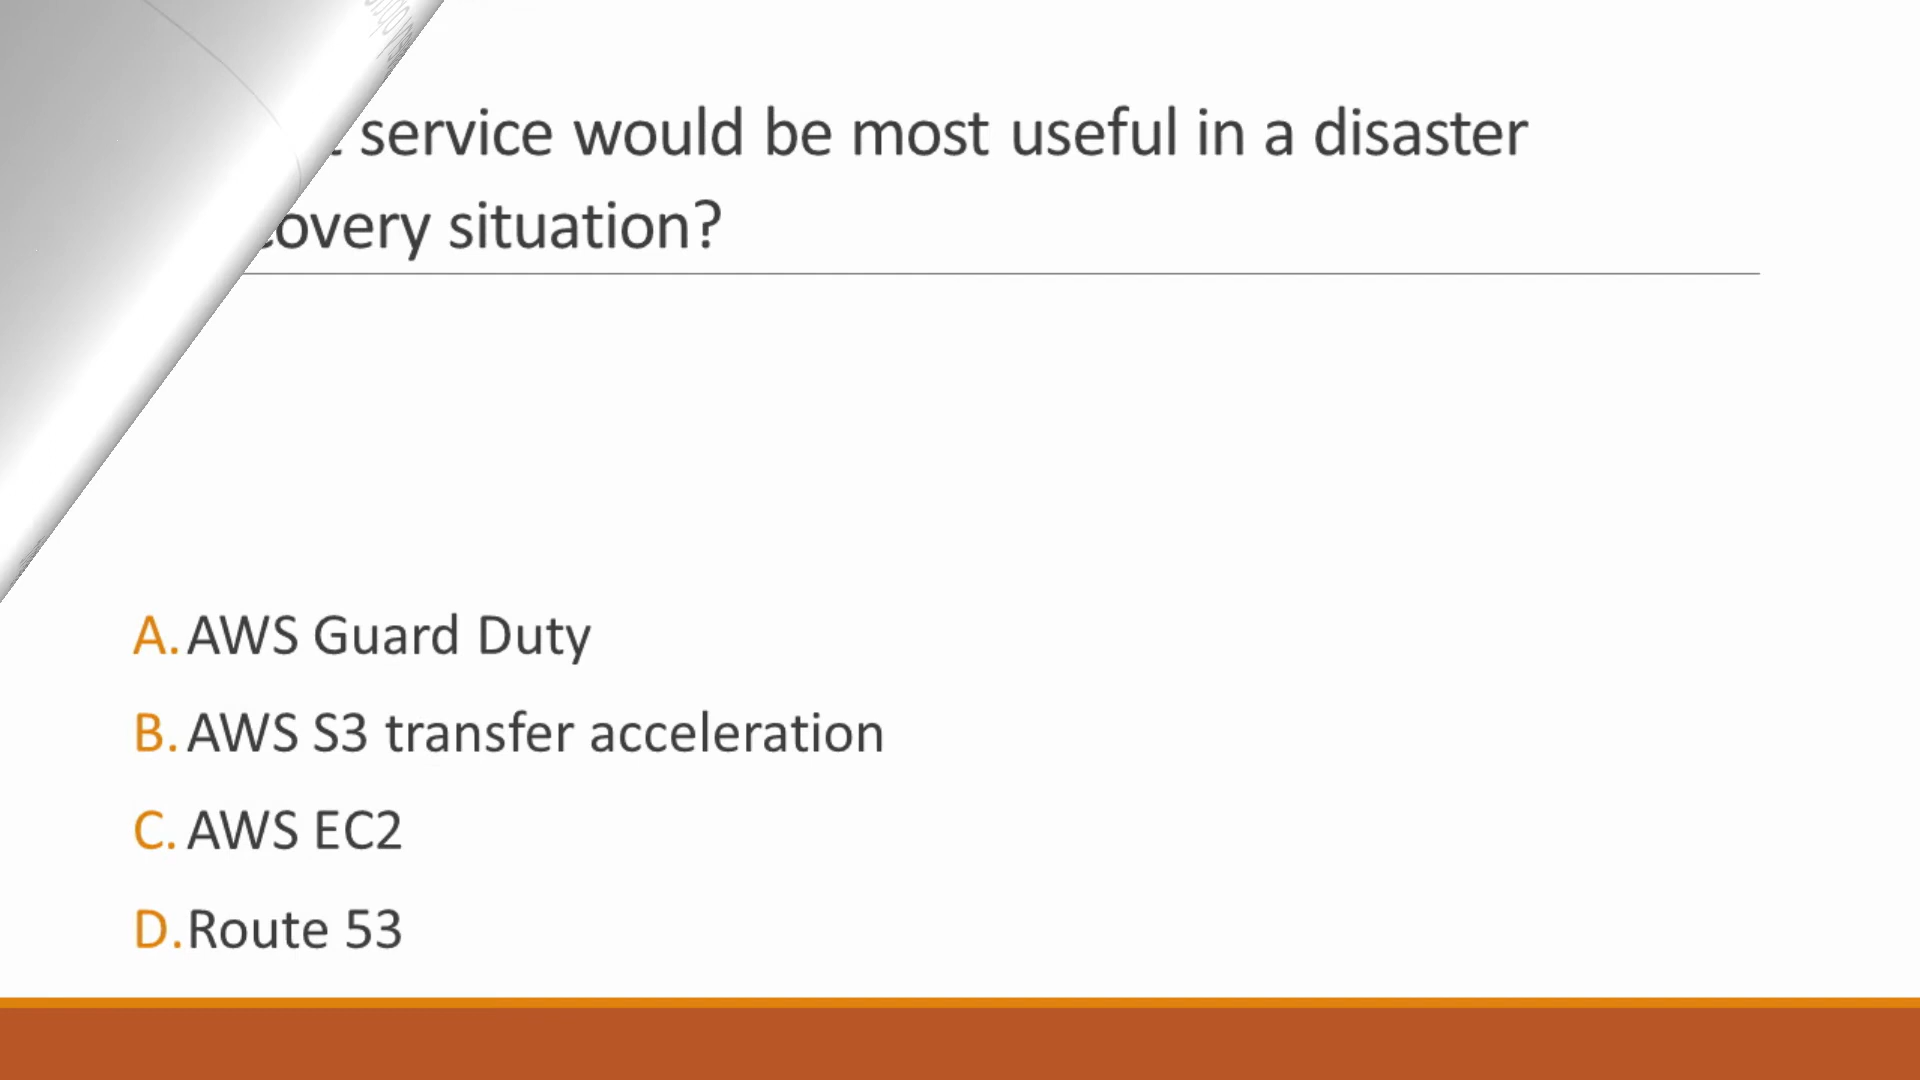 service would be most useful in a disaster
overy situation?
A. AWS Guard Duty
B. AWS S3 transfer acceleration
C. AWS EC2
D. Route 53